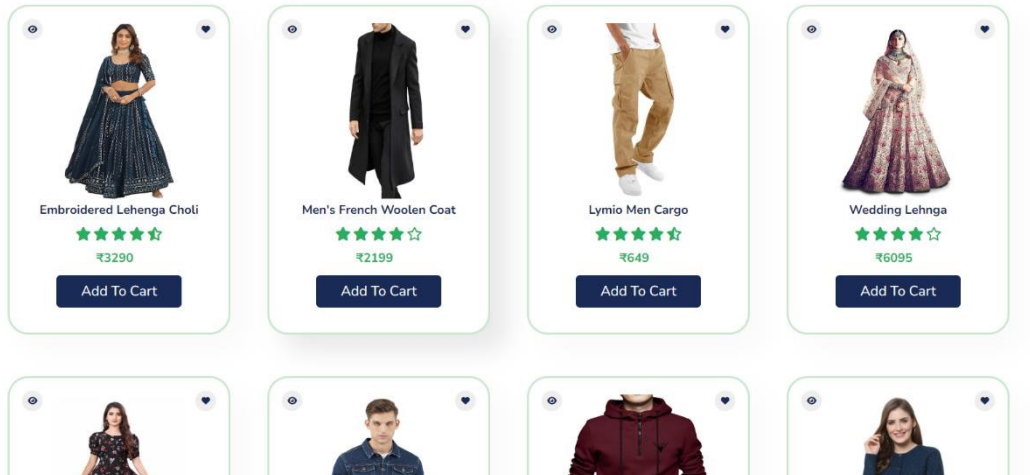 Embroidered Lehenga Choli
₹3290
Add To Cart
Men's French Woolen Coat
₹2199
Add To Cart
Lymio Men Cargo
₹649
Add To Cart
Wedding Lehnga
₹6095
Add To Cart